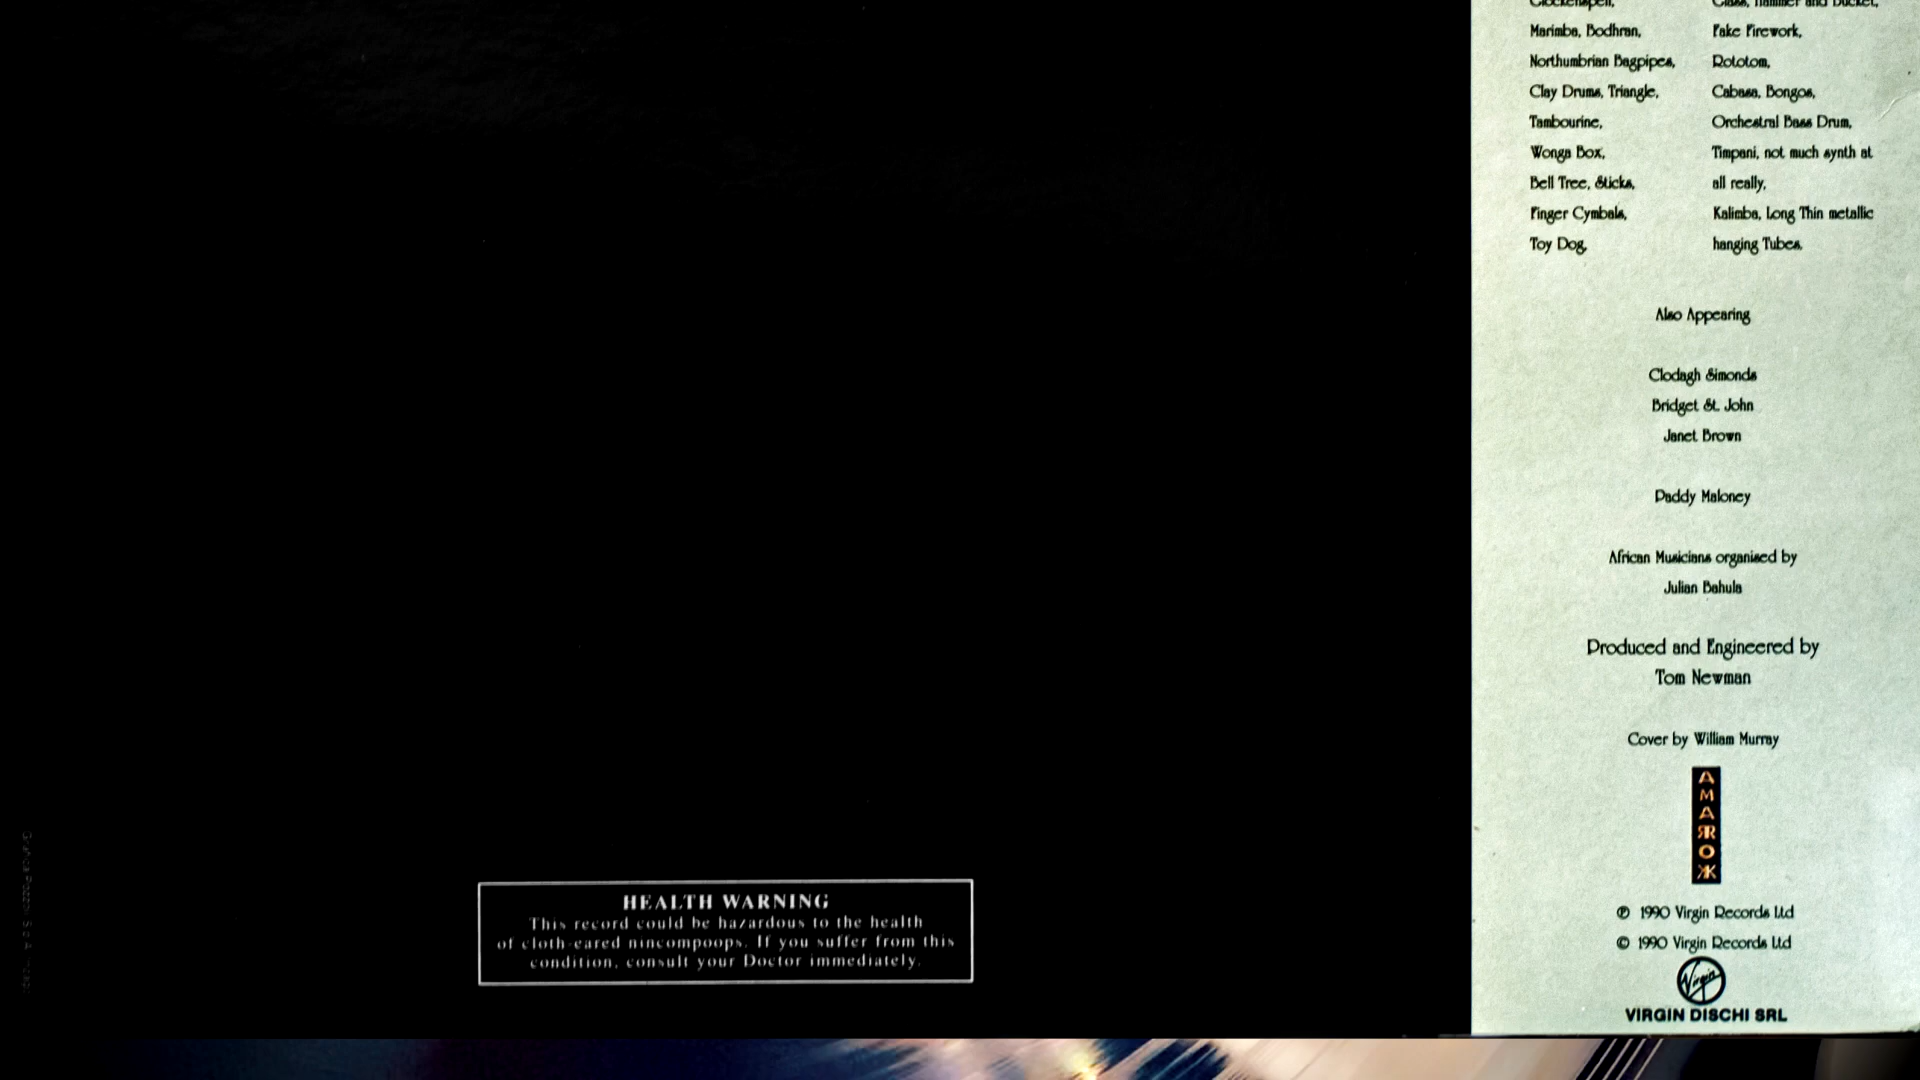 Glockenspell,
Marimba, Bodhran,
Northumbrian Bagpipes,
Clay Drums, Triangle,
Tambourine,
Wonga Box,
Bell Tree, Sticks,
Finger Cymbals,
Toy Dog,
Glass, Hammer and Bucket,
Fake Firework,
Rototom,
Cabasa, Bongos,
Orchestral Bass Drum,
Timpani, not much synth at
all really,
Kalimba, Long Thin metallic
hanging Tubes.
Also Appearing
Clodagh Simonds
Bridget St. John
Janet Brown
Paddy Maloney
African Musicians organised by
Julian Bahula
Produced and Engineered by
Tom Newman
Cover by William Murray
AMAROK
℗ 1990 Virgin Records Ltd
© 1990 Virgin Records Ltd
Virgin
VIRGIN DISCHI SRL
HEALTH WARNING
This record could be hazardous to the health
of cloth-eared nincompoops. If you suffer from this
condition, consult your Doctor immediately.